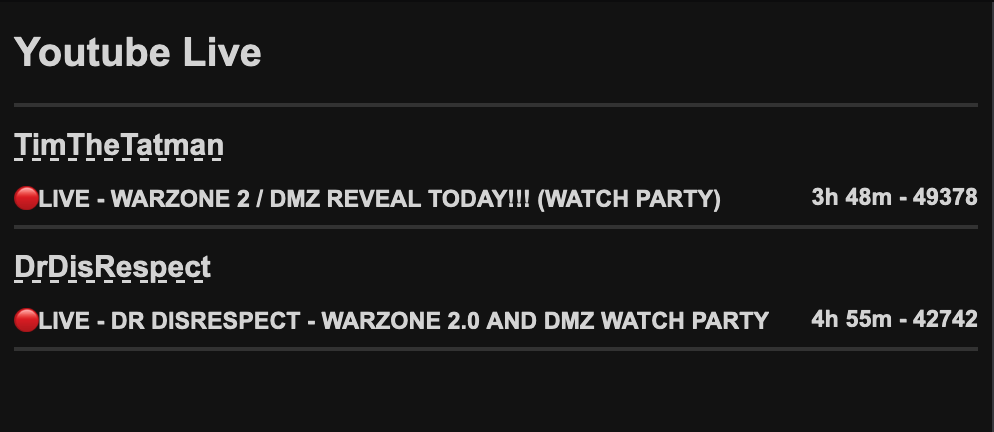 Youtube Live
TimTheTatman
🔴LIVE - WARZONE 2 / DMZ REVEAL TODAY!!! (WATCH PARTY) 3h 48m - 49378
DrDisRespect
🔴LIVE - DR DISRESPECT - WARZONE 2.0 AND DMZ WATCH PARTY 4h 55m - 42742